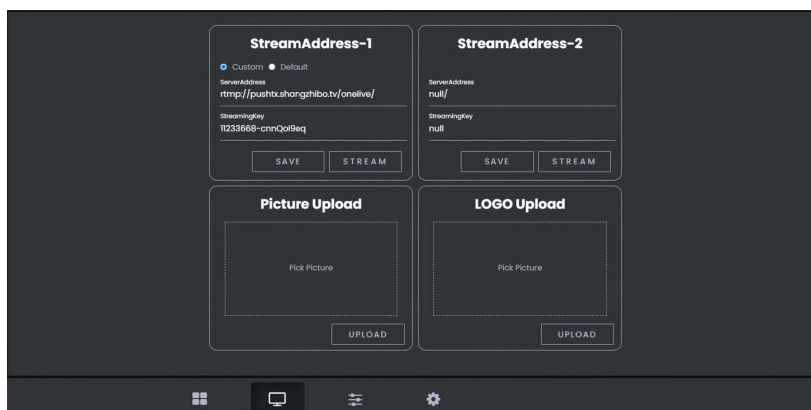 StreamAddress-1
Custom Default
ServerAddress
rtmp://pushtx.shangzhibo.tv/onelive/
StreamingKey
11233668-cnnQol9eq
SAVE STREAM
StreamAddress-2
ServerAddress
null/
StreamingKey
null
SAVE STREAM
Picture Upload
Pick Picture
UPLOAD
LOGO Upload
Pick Picture
UPLOAD